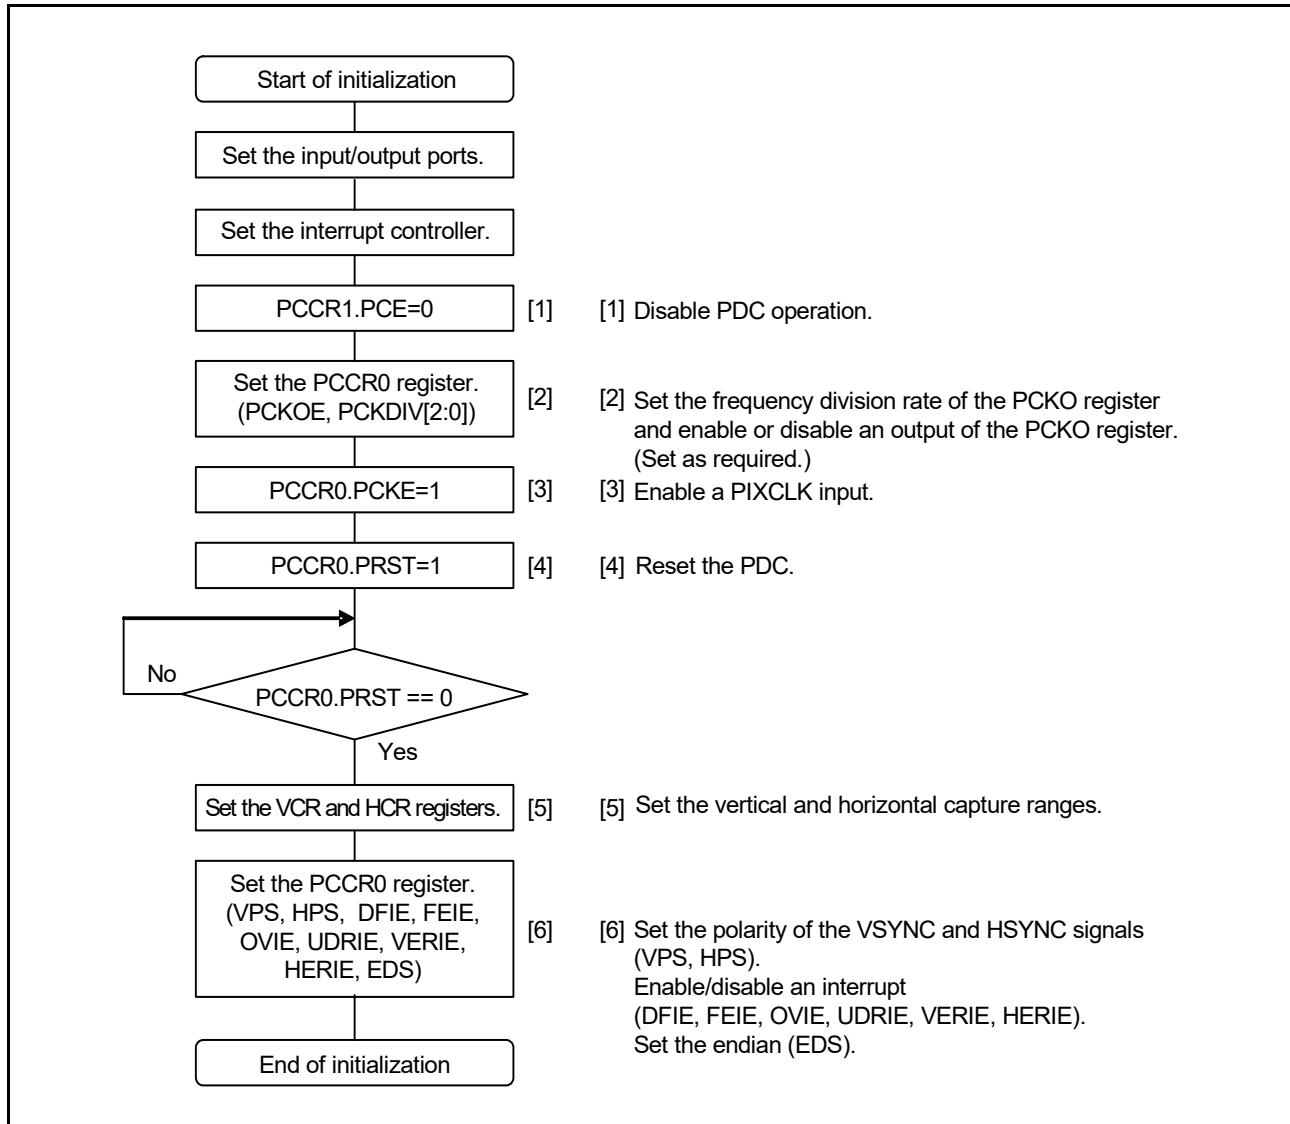 Start of initialization
Set the input/output ports.
Set the interrupt controller.
PCCR1.PCE=0 [1] [1] Disable PDC operation.
Set the PCCR0 register.
(PCKOE, PCKDIV[2:0])
[2] [2] Set the frequency division rate of the PCKO register
and enable or disable an output of the PCKO register.
(Set as required.)
PCCR0.PCKE=1 [3] [3] Enable a PIXCLK input.
PCCR0.PRST=1 [4] [4] Reset the PDC.
No
PCCR0.PRST == 0
Yes
Set the VCR and HCR registers. [5] [5] Set the vertical and horizontal capture ranges.
Set the PCCR0 register.
(VPS, HPS, DFIE, FEIE,
OVIE, UDRIE, VERIE,
HERIE, EDS)
[6] [6] Set the polarity of the VSYNC and HSYNC signals
(VPS, HPS).
Enable/disable an interrupt
(DFIE, FEIE, OVIE, UDRIE, VERIE, HERIE).
Set the endian (EDS).
End of initialization